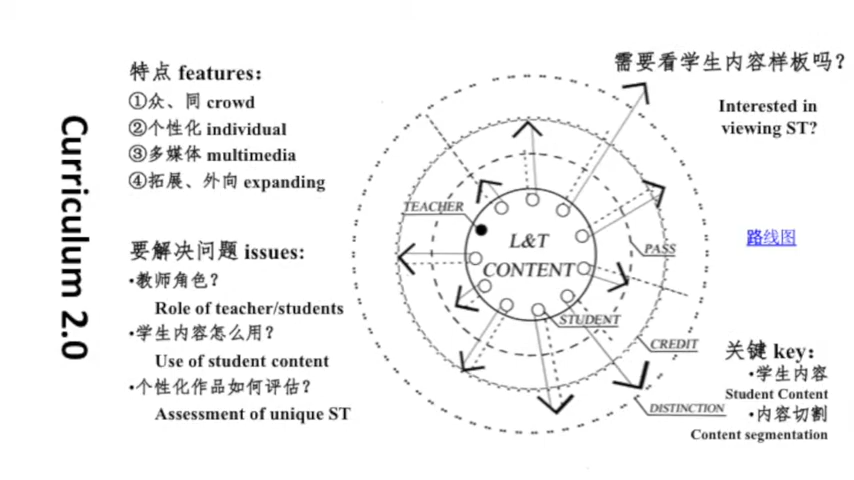 Curriculum 2.0
特点 features：
①众、同 crowd
②个性化 individual
③多媒体 multimedia
④拓展、外向 expanding
要解决问题 issues:
•教师角色？
Role of teacher/students
•学生内容怎么用？
Use of student content
•个性化作品如何评估？
Assessment of unique ST
TEACHER
L&T
CONTENT
STUDENT
PASS
CREDIT
DISTINCTION
需要看学生内容样板吗？
Interested in
viewing ST?
路线图
关键 key：
•学生内容
Student Content
•内容切割
Content segmentation